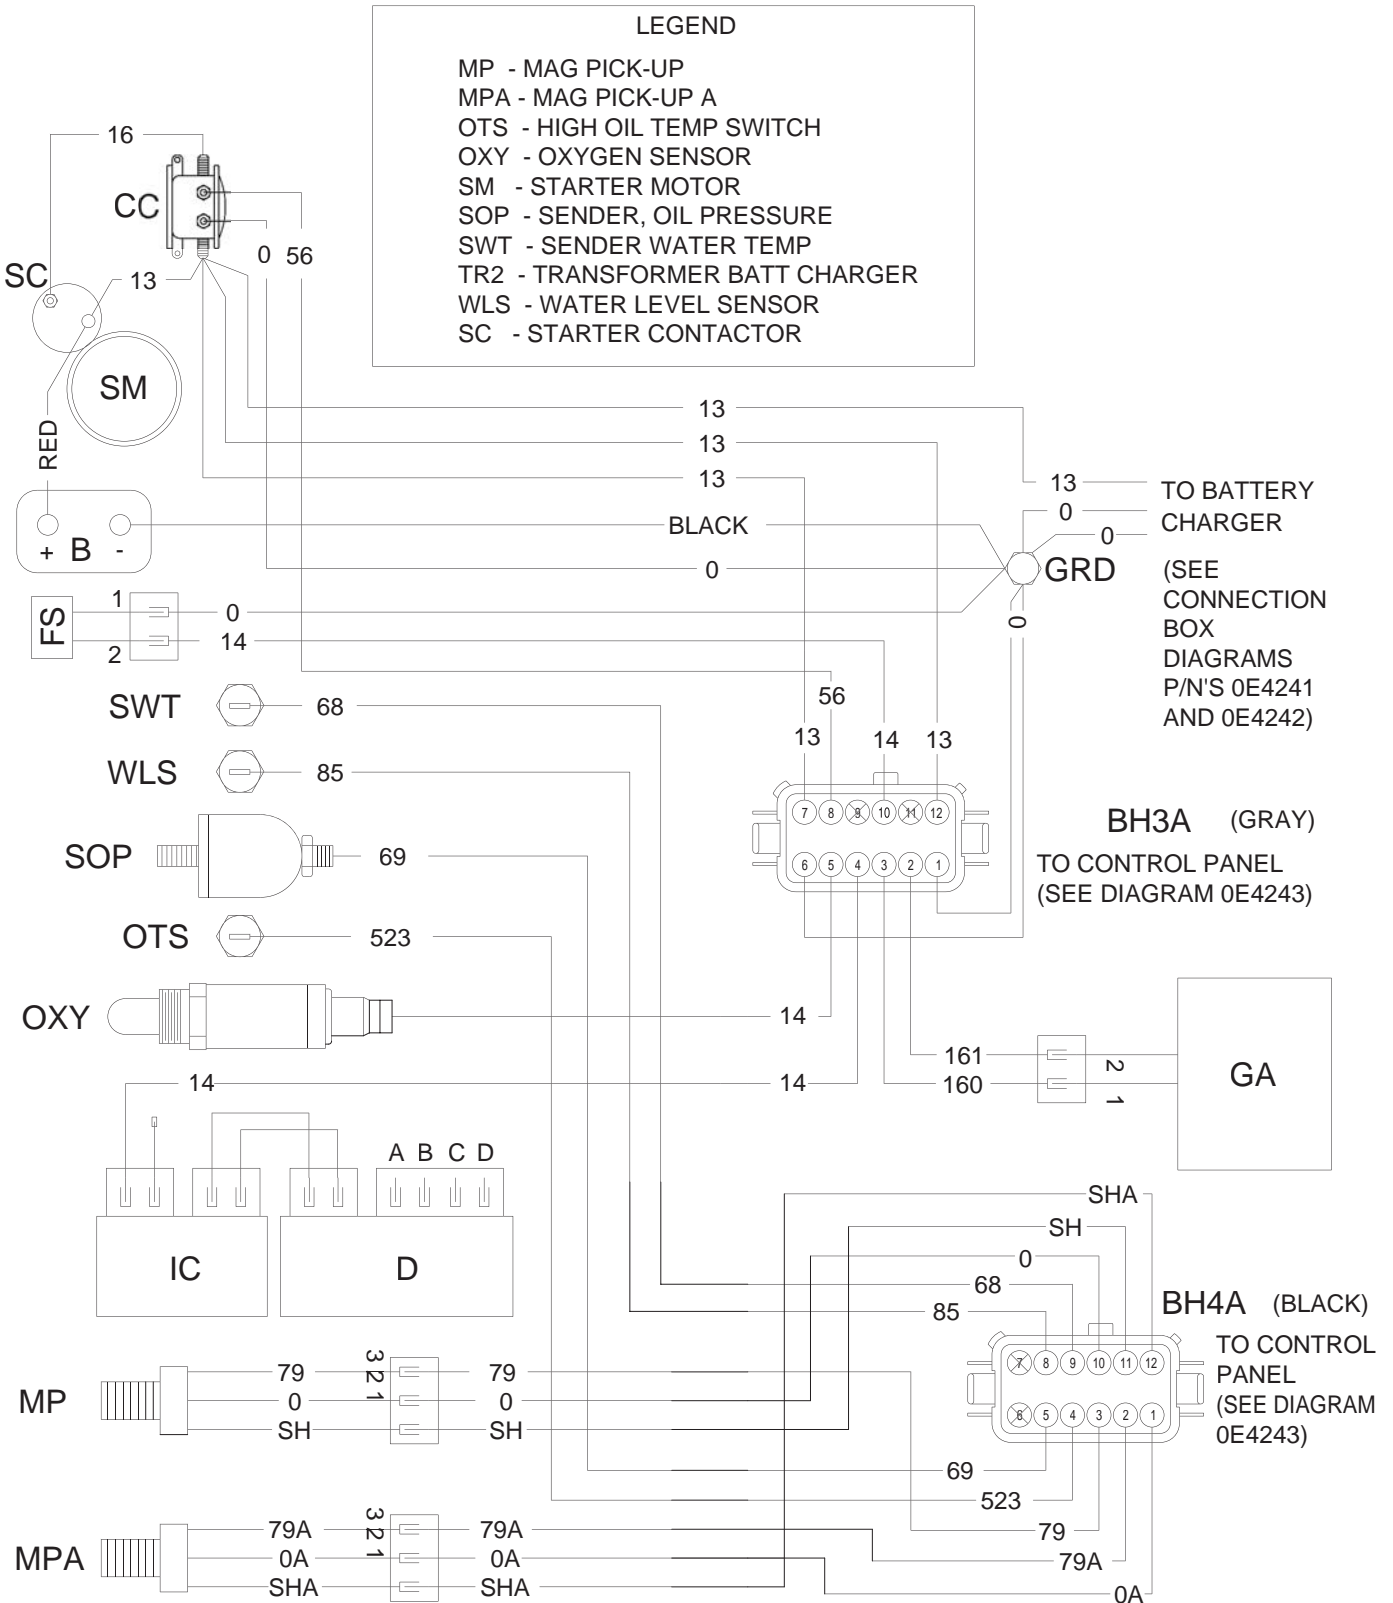 LEGEND
MP - MAG PICK-UP
MPA - MAG PICK-UP A
OTS - HIGH OIL TEMP SWITCH
OXY - OXYGEN SENSOR
SM - STARTER MOTOR
SOP - SENDER, OIL PRESSURE
SWT - SENDER WATER TEMP
TR2 - TRANSFORMER BATT CHARGER
WLS - WATER LEVEL SENSOR
SC - STARTER CONTACTOR
16
CC
0 56
SC
13
SM
RED
13
13
13
BLACK
0
+ B -
13
0
0
TO BATTERY
CHARGER
GRD
(SEE
CONNECTION
BOX
DIAGRAMS
P/N'S 0E4241
AND 0E4242)
0
FS
1
0
2
14
SWT
68
WLS
85
SOP
69
OTS
523
OXY
14
56
13 14 13
7 8 9 10 11 12
6 5 4 3 2 1
BH3A (GRAY)
TO CONTROL PANEL
(SEE DIAGRAM 0E4243)
161
160
2
1
GA
14
14
A B C D
IC
D
SHA
SH
0
68
85
BH4A (BLACK)
TO CONTROL
PANEL
(SEE DIAGRAM
0E4243)
7 8 9 10 11 12
6 5 4 3 2 1
MP
79
0
SH
3
2
1
79
0
SH
69
523
79
79A
0A
MPA
79A
0A
SHA
3
2
1
79A
0A
SHA